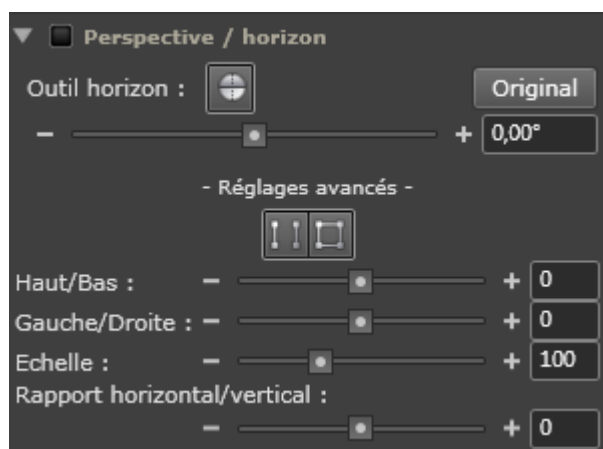 Perspective / horizon
Outil horizon :
Original
− + 0,00°
- Réglages avancés -
Haut/Bas : − + 0
Gauche/Droite : − + 0
Echelle : − + 100
Rapport horizontal/vertical :
− + 0